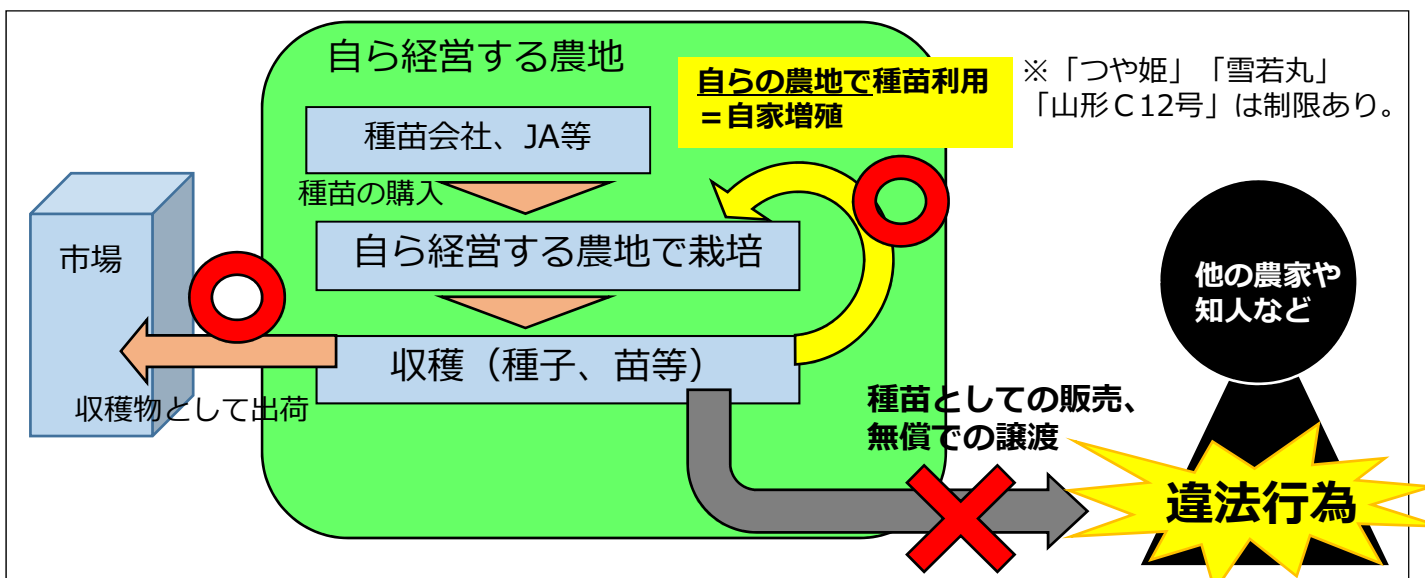 自ら経営する農地
自らの農地で種苗利用
=自家増殖
※「つや姫」「雪若丸」
「山形C12号」は制限あり。
種苗会社、JA等
種苗の購入
自ら経営する農地で栽培
市場
収穫(種子、苗等)
収穫物として出荷
他の農家や
知人など
種苗としての販売、
無償での譲渡
違法行為